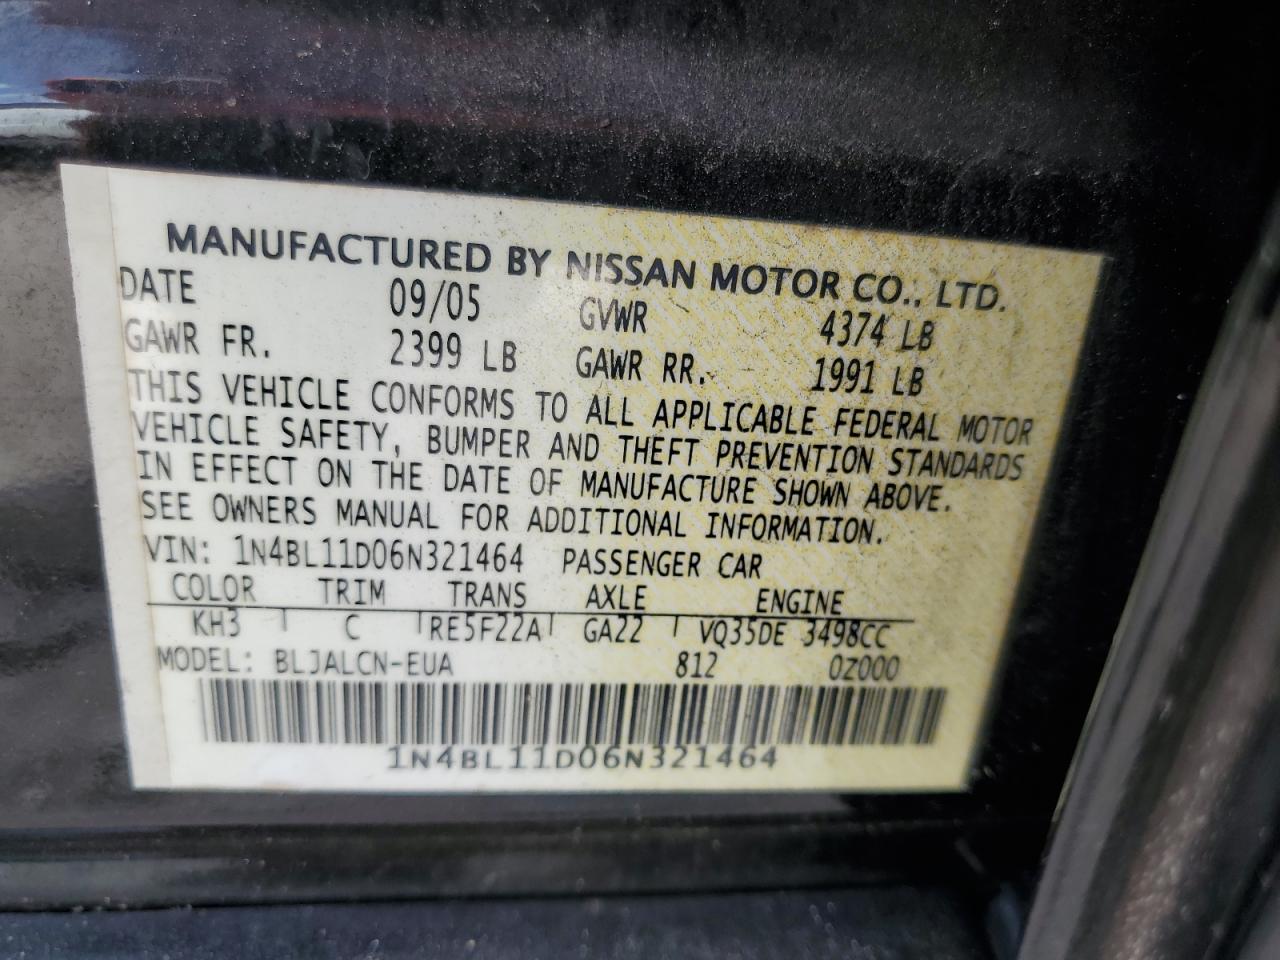 MANUFACTURED BY NISSAN MOTOR CO., LTD.
DATE 09/05 GVWR 4374 LB
GAWR FR. 2399 LB GAWR RR. 1991 LB
THIS VEHICLE CONFORMS TO ALL APPLICABLE FEDERAL MOTOR
VEHICLE SAFETY, BUMPER AND THEFT PREVENTION STANDARDS
IN EFFECT ON THE DATE OF MANUFACTURE SHOWN ABOVE.
SEE OWNERS MANUAL FOR ADDITIONAL INFORMATION.
VIN: 1N4BL11D06N321464 PASSENGER CAR
COLOR TRIM TRANS AXLE ENGINE
KH3 C RE5F22A GA22 VQ35DE 3498CC
MODEL: BLJALCN-EUA 812 0Z000
1N4BL11D06N321464